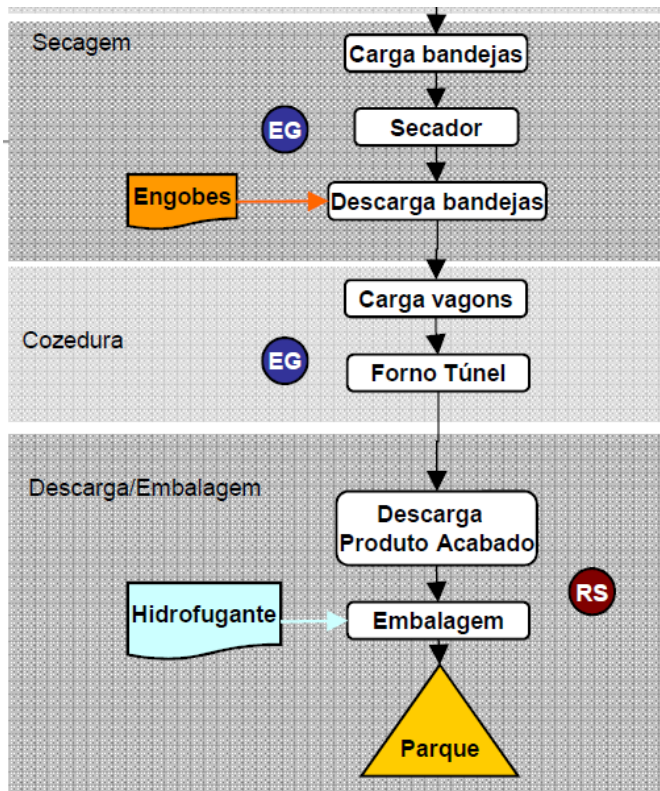 Secagem
Carga bandejas
EG
Secador
Engobes
Descarga bandejas
Carga vagons
Cozedura
EG
Forno Túnel
Descarga/Embalagem
Descarga
Produto Acabado
RS
Hidrofugante
Embalagem
Parque